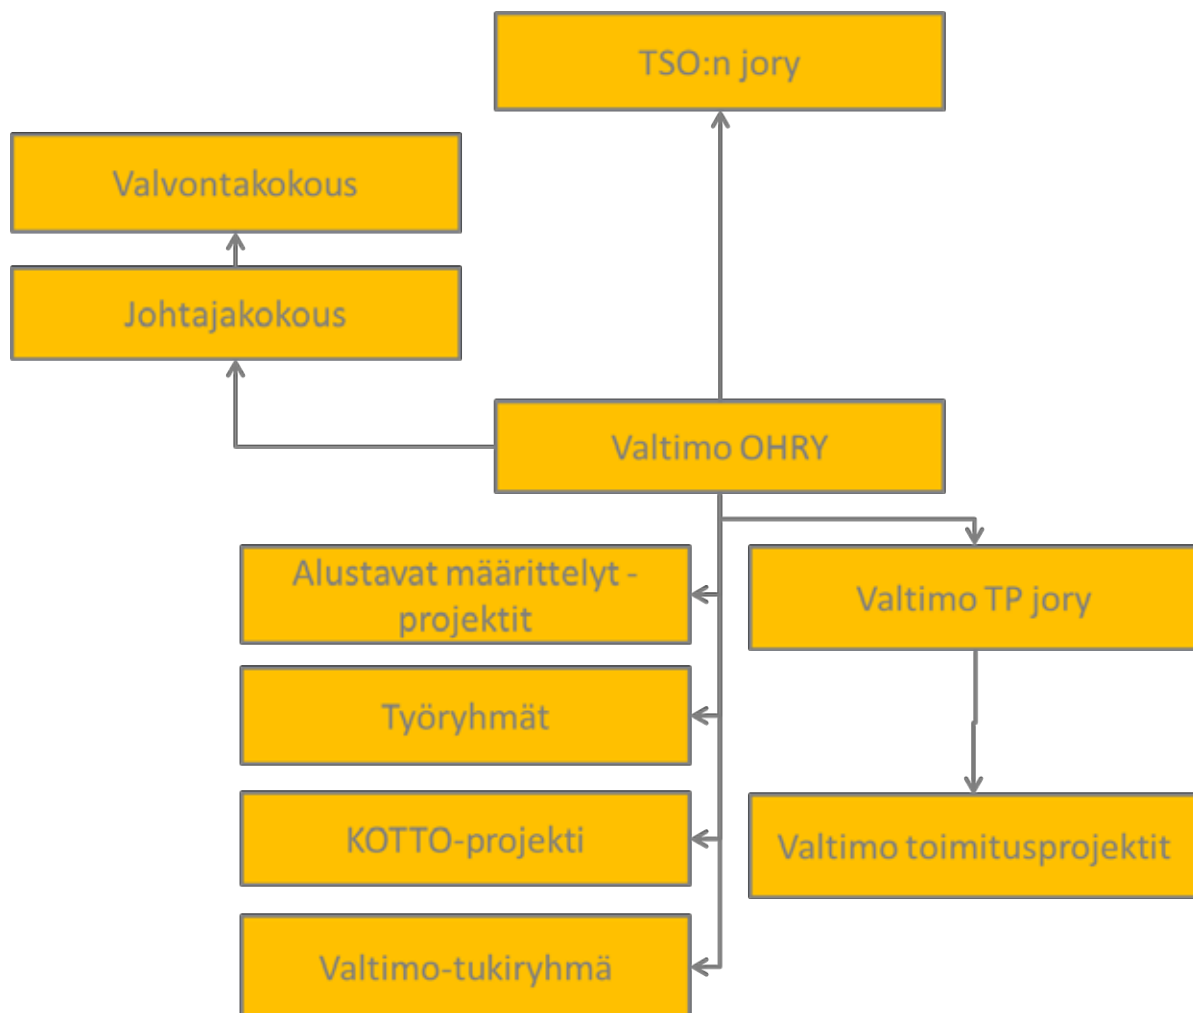 TSO:n jory
Valvontakokous
Johtajakokous
Valtimo OHRY
Alustavat määrittelyt -
projektit
Valtimo TP jory
Työryhmät
KOTTO-projekti
Valtimo toimitusprojektit
Valtimo-tukiryhmä